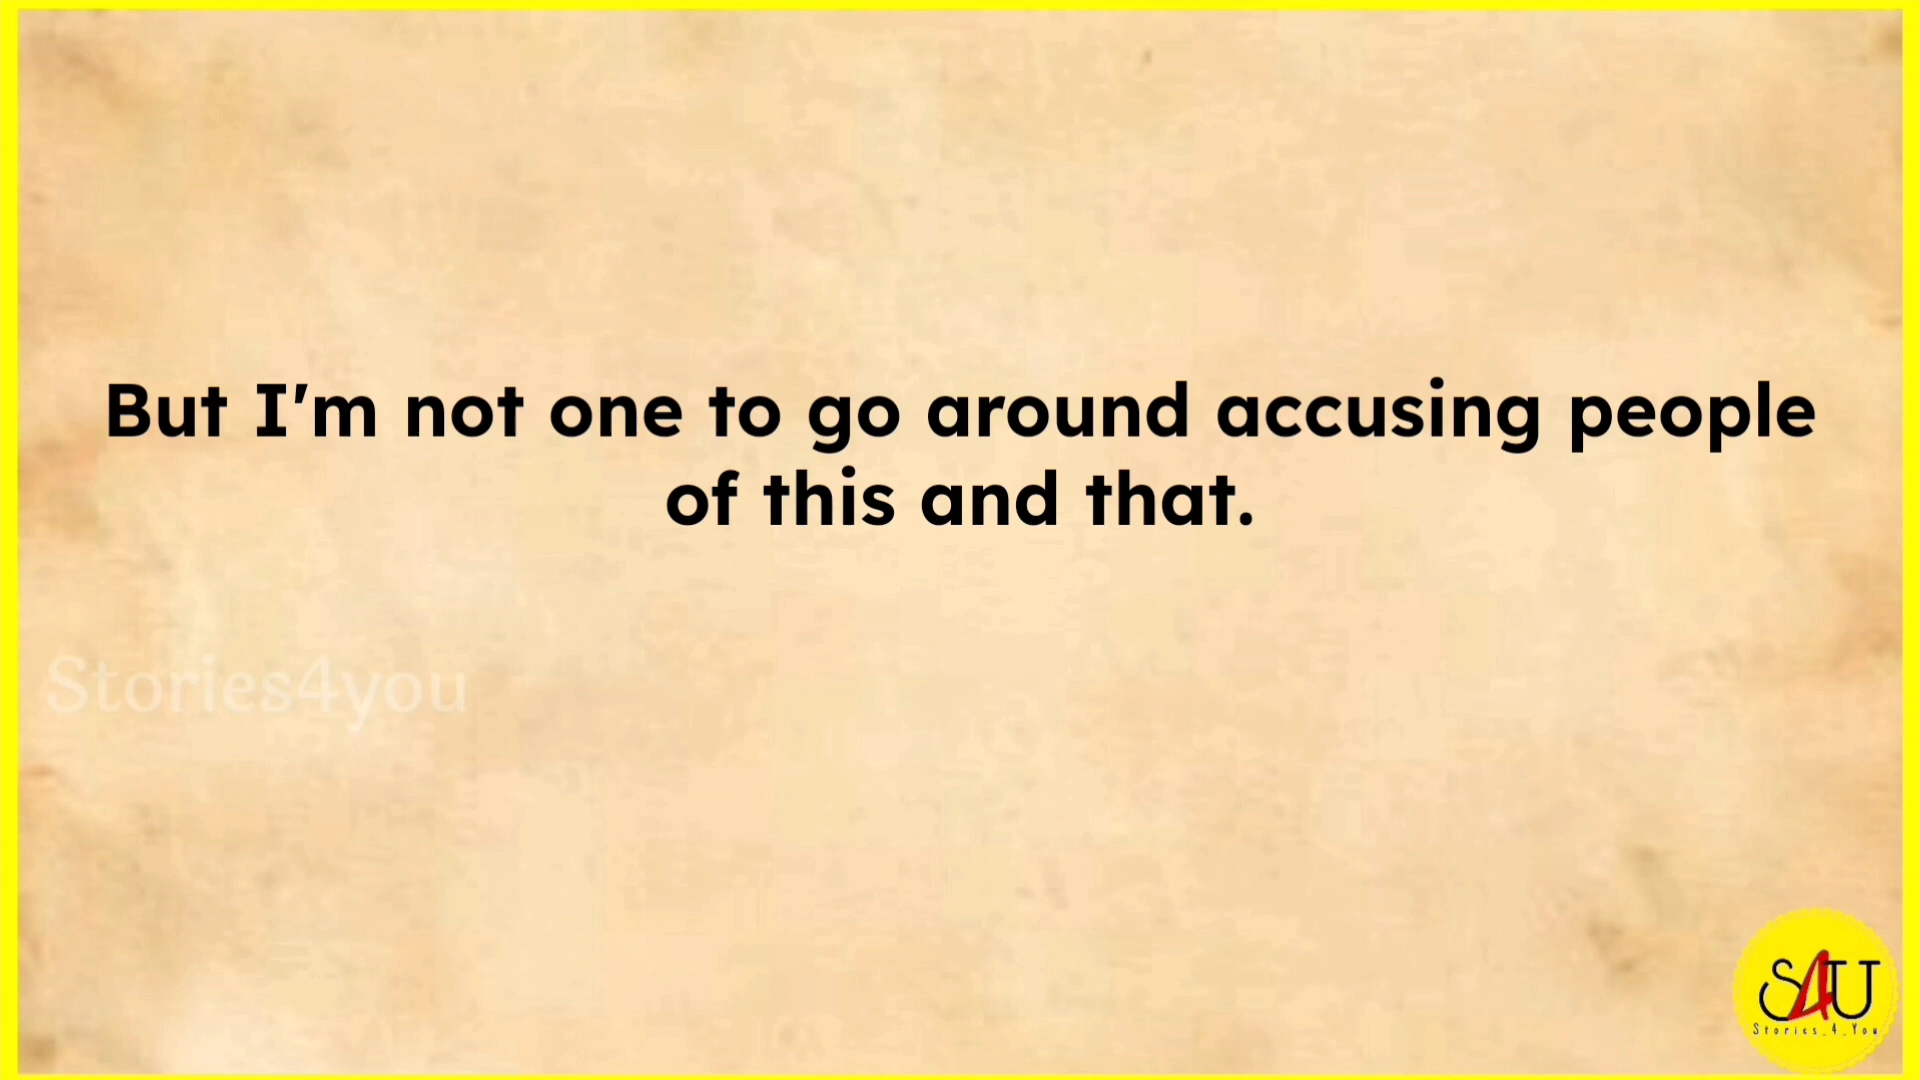 But I'm not one to go around accusing people
of this and that.
Stories4you
S4U
Stories_4_You